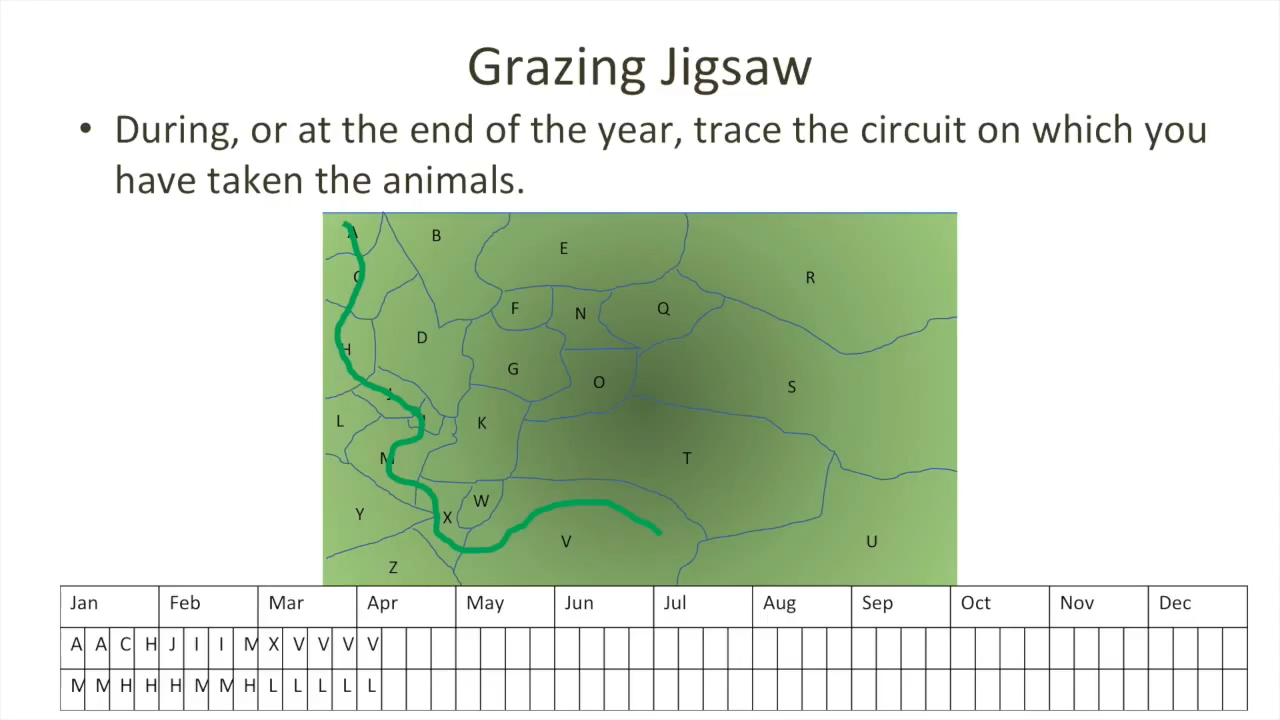 Grazing Jigsaw
• During, or at the end of the year, trace the circuit on which you
have taken the animals.
A
B
E
C
R
F
N
Q
D
H
G
O
S
J
L
I
K
M
T
W
Y
X
V
U
Z
Jan Feb Mar Apr May Jun Jul Aug Sep Oct Nov Dec
A A C H J I I M X V V V V
M M H H H M M H L L L L L